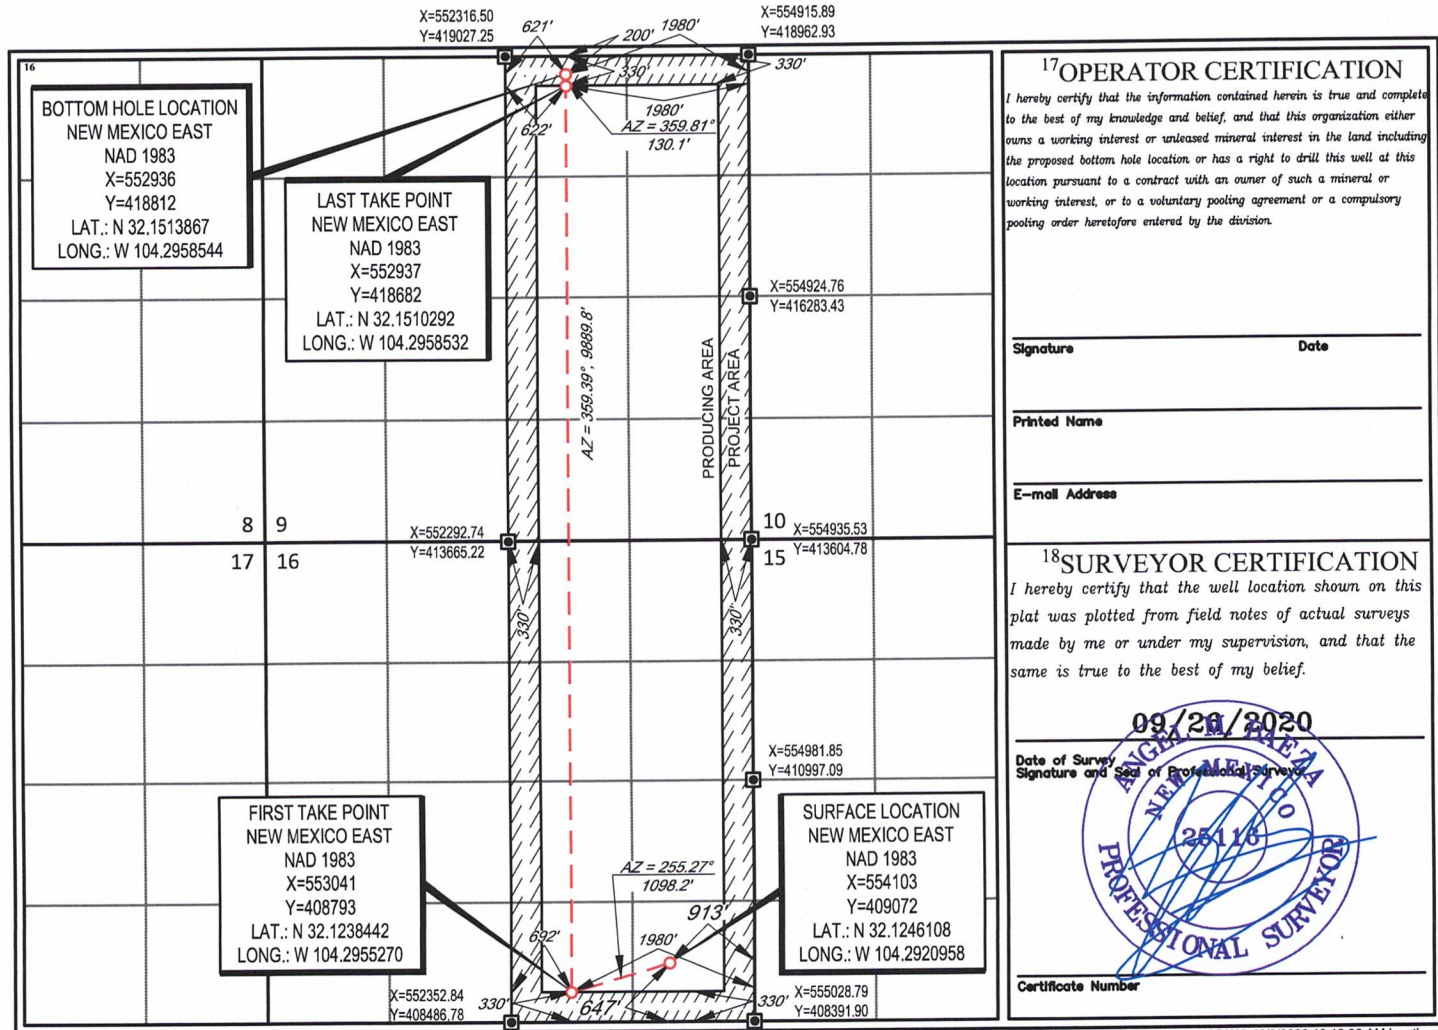 X=552316.50
Y=419027.25
X=554915.89
Y=418962.93
621'
200'
1980'
330'
330'
16
BOTTOM HOLE LOCATION
NEW MEXICO EAST
NAD 1983
X=552936
Y=418812
LAT.: N 32.1513867
LONG.: W 104.2958544
622'
1980'
AZ = 359.81°
130.1'
LAST TAKE POINT
NEW MEXICO EAST
NAD 1983
X=552937
Y=418682
LAT.: N 32.1510292
LONG.: W 104.2958532
X=554924.76
Y=416283.43
AZ = 359.39°, 9889.8'
PRODUCING AREA
PROJECT AREA
8 9
17 16
X=552292.74
Y=413665.22
10
15
X=554935.53
Y=413604.78
330'
330'
X=554981.85
Y=410997.09
FIRST TAKE POINT
NEW MEXICO EAST
NAD 1983
X=553041
Y=408793
LAT.: N 32.1238442
LONG.: W 104.2955270
AZ = 255.27°
1098.2'
SURFACE LOCATION
NEW MEXICO EAST
NAD 1983
X=554103
Y=409072
LAT.: N 32.1246108
LONG.: W 104.2920958
913'
692'
1980'
X=552352.84
Y=408486.78
330'
647'
330'
X=555028.79
Y=408391.90
17 OPERATOR CERTIFICATION
I hereby certify that the information contained herein is true and complete
to the best of my knowledge and belief, and that this organization either
owns a working interest or unleased mineral interest in the land including
the proposed bottom hole location or has a right to drill this well at this
location pursuant to a contract with an owner of such a mineral or
working interest, or to a voluntary pooling agreement or a compulsory
pooling order heretofore entered by the division.
Signature Date
Printed Name
E-mail Address
18 SURVEYOR CERTIFICATION
I hereby certify that the well location shown on this
plat was plotted from field notes of actual surveys
made by me or under my supervision, and that the
same is true to the best of my belief.
09/26/2020
Date of Survey
Signature and Seal of Professional Surveyor
ANGEL M. BAEZA
NEW MEXICO
25116
PROFESSIONAL SURVEYOR
Certificate Number